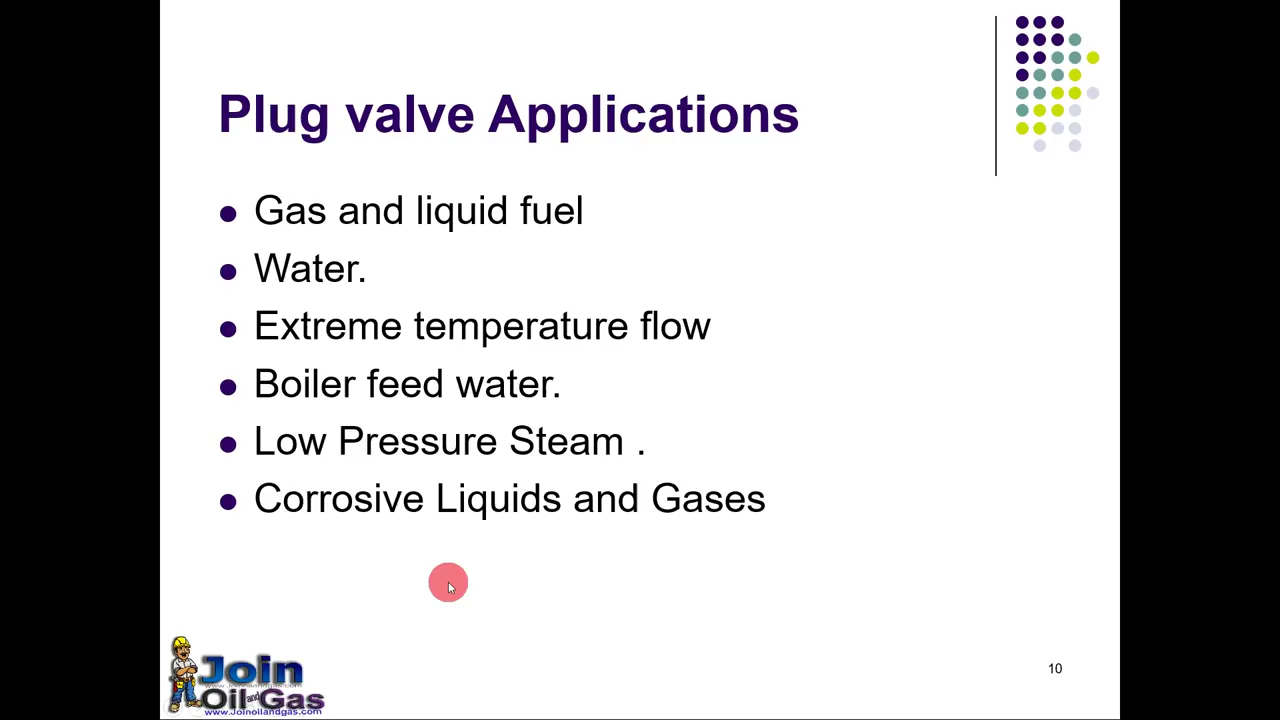 Plug valve Applications
Gas and liquid fuel
Water.
Extreme temperature flow
Boiler feed water.
Low Pressure Steam .
Corrosive Liquids and Gases
Join
Oil and Gas
www.Joinoilandgas.com
10